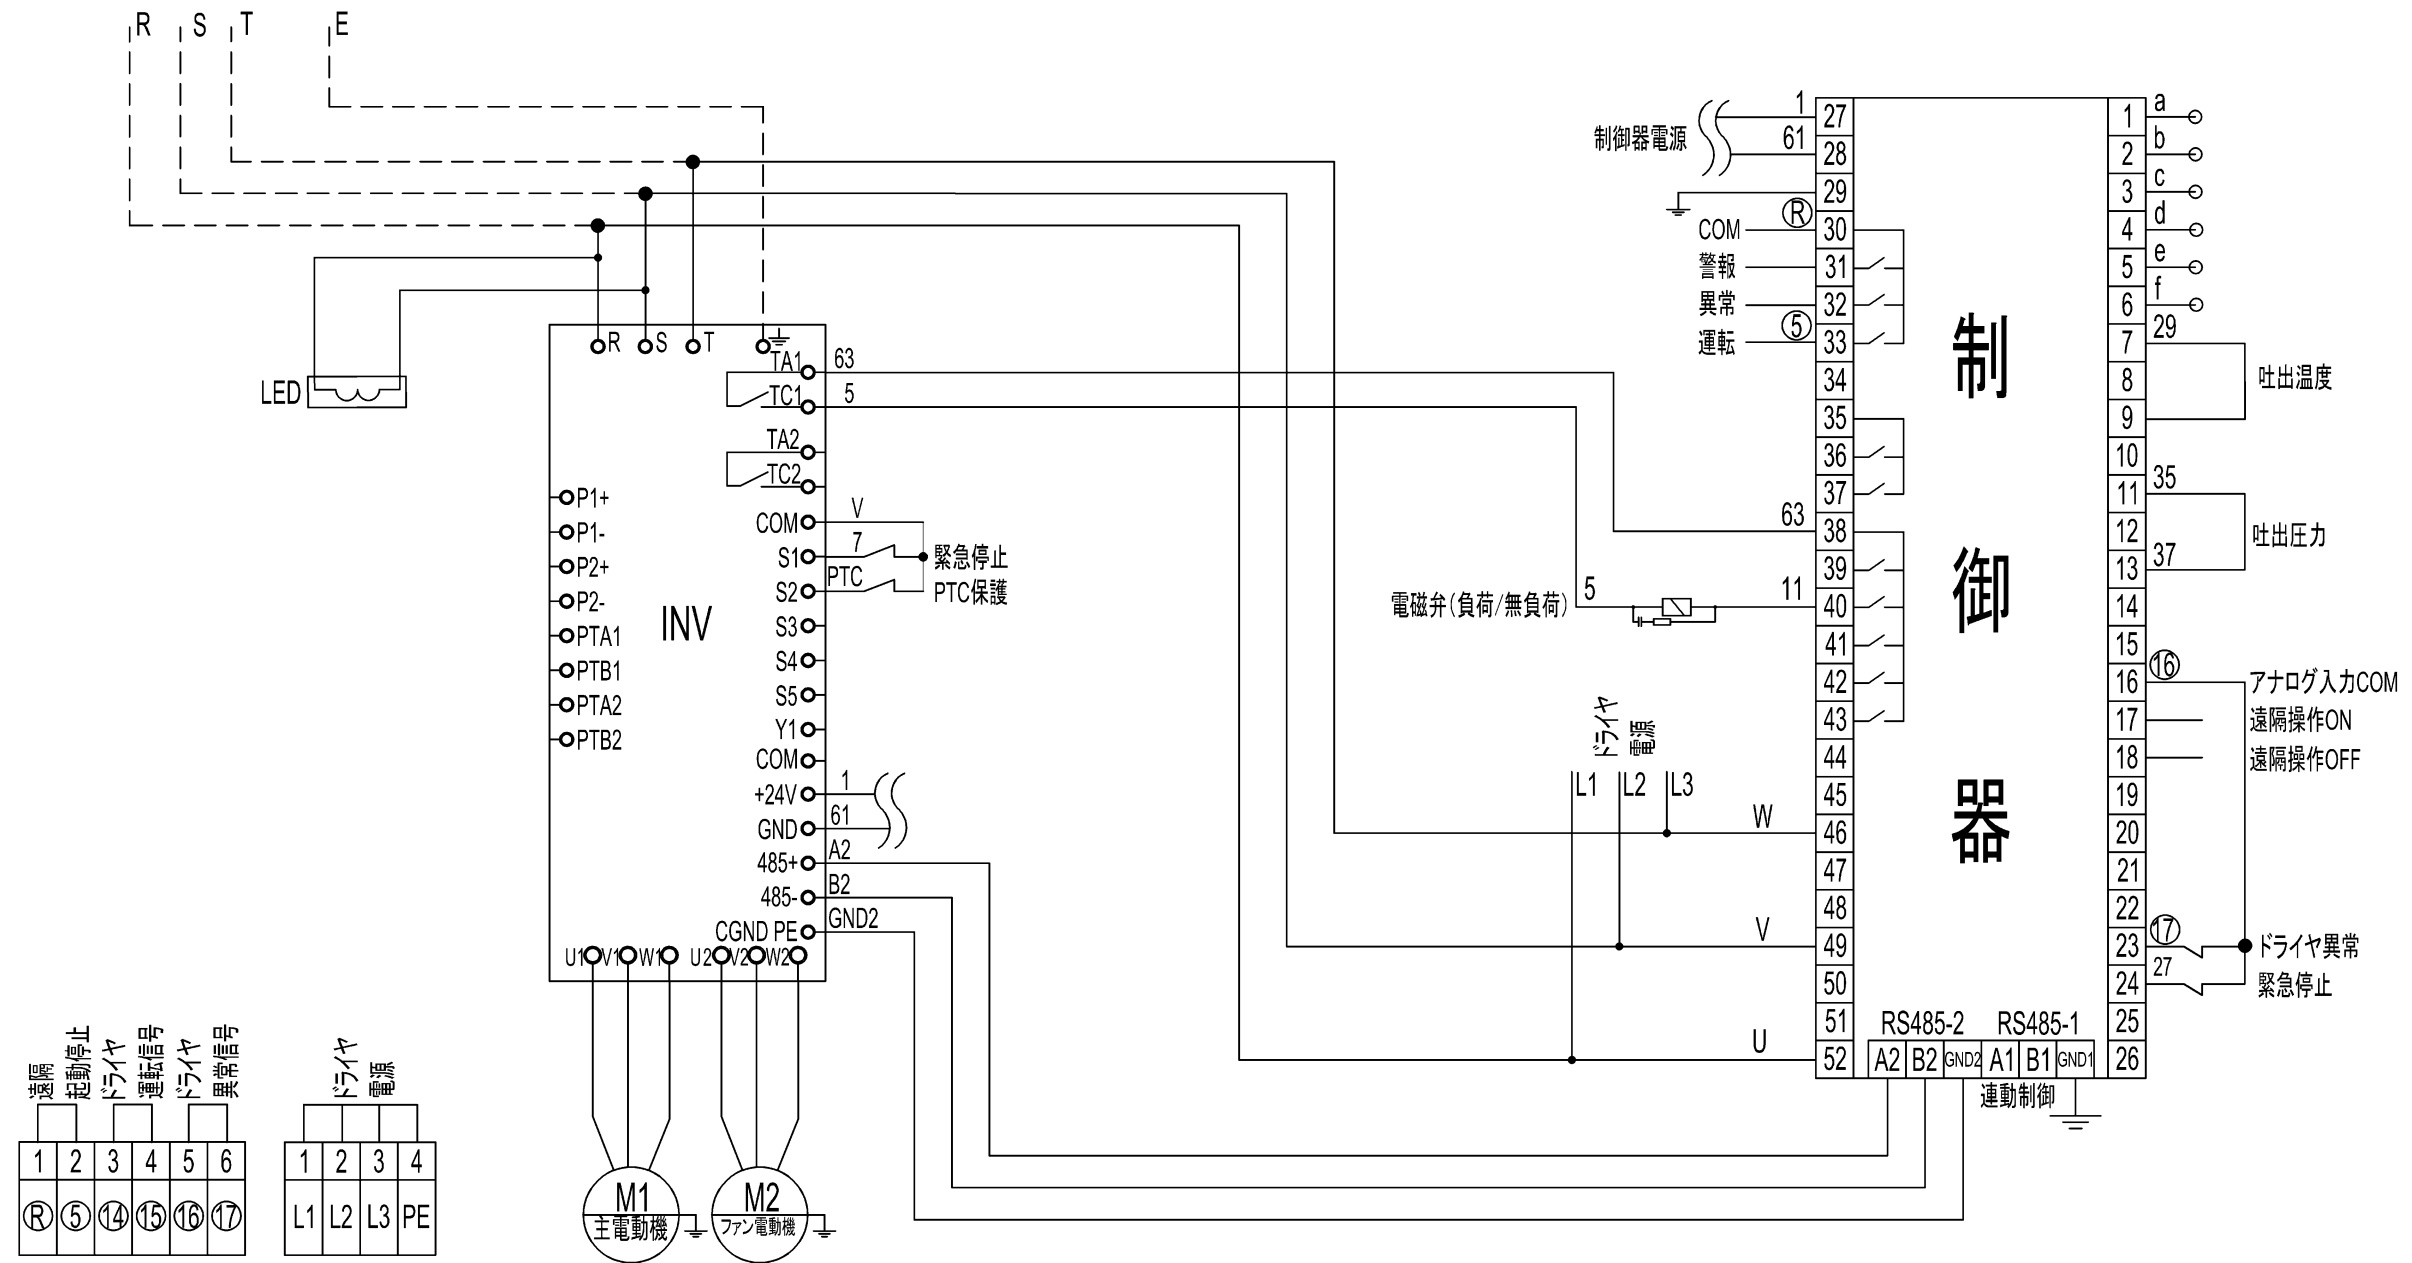 R S T E
LED
R S T
TA1 63
TC1 5
TA2
TC2
P1+
P1-
P2+
P2-
PTA1
PTB1
PTA2
PTB2
INV
COM V
S1 7 緊急停止
S2 PTC PTC保護
S3
S4
S5
Y1
COM
+24V 1
GND 61
485+ A2
485- B2
CGND PE GND2
U1 V1 W1 U2 V2 W2
M1
主電動機
M2
ファン電動機
遠隔
起動停止
ドライヤ
運転信号
ドライヤ
異常信号
1 2 3 4 5 6
Ⓡ ⑤ ⑭ ⑮ ⑯ ⑰
ドライヤ
電源
1 2 3 4
L1 L2 L3 PE
制御器電源
1 27
61 28
29
COM Ⓡ 30
警報 31
異常 32
運転 ⑤ 33
34
35
36
37
63 38
39
電磁弁(負荷/無負荷) 5 11 40
41
42
43
44
45
W 46
47
48
V 49
50
51
U 52
ドライヤ
電源
L1 L2 L3
制御器
1 a
2 b
3 c
4 d
5 e
6 f
7 29
8 吐出温度
9
10
11 35
12 吐出圧力
13 37
14
15
16 ⑯ アナログ入力COM
17 遠隔操作ON
18 遠隔操作OFF
19
20
21
22
23 ⑰ ドライヤ異常
24 27 緊急停止
25
26
RS485-2 RS485-1
A2 B2 GND2 A1 B1 GND1
連動制御